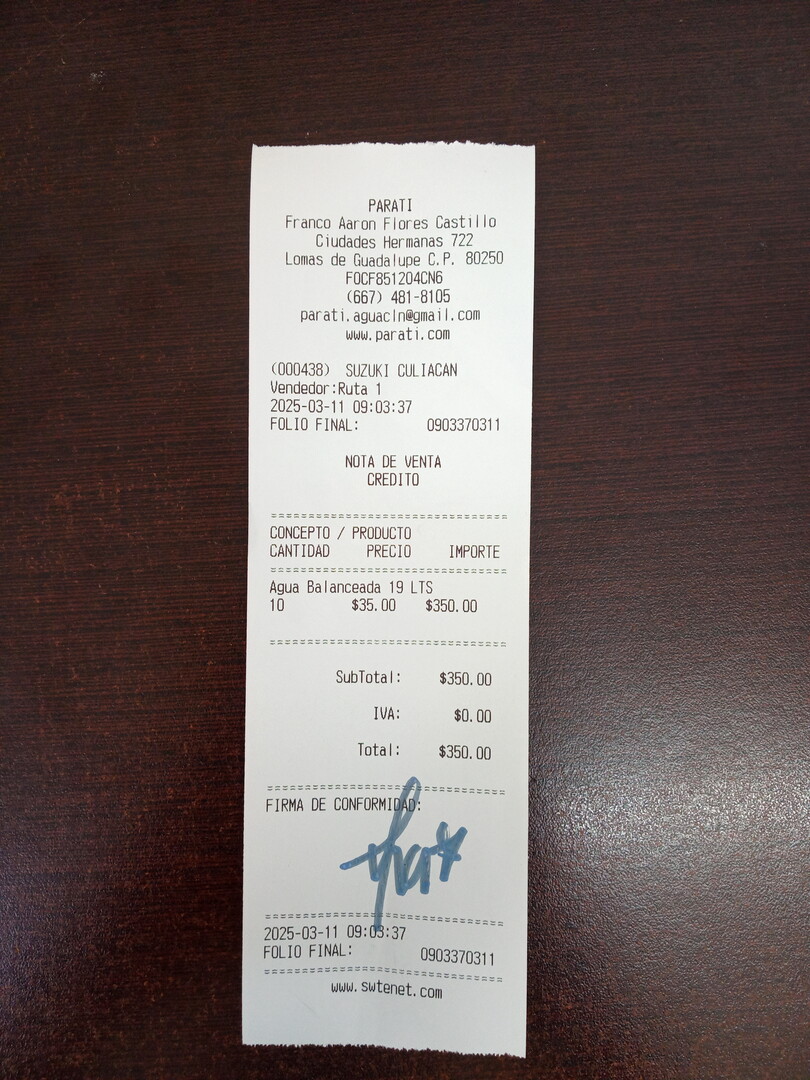 PARATI
Franco Aaron Flores Castillo
Ciudades Hermanas 722
Lomas de Guadalupe C.P. 80250
FOCF851204CN6
(667) 481-8105
parati.aguacln@gmail.com
www.parati.com
(000438) SUZUKI CULIACAN
Vendedor:Ruta 1
2025-03-11 09:03:37
FOLIO FINAL: 0903370311
NOTA DE VENTA
CREDITO
================================
CONCEPTO / PRODUCTO
CANTIDAD PRECIO IMPORTE
================================
Agua Balanceada 19 LTS
10 $35.00 $350.00
================================
SubTotal: $350.00
IVA: $0.00
Total: $350.00
================================
FIRMA DE CONFORMIDAD:
================================
2025-03-11 09:03:37
FOLIO FINAL: 0903370311
================================
www.swtenet.com